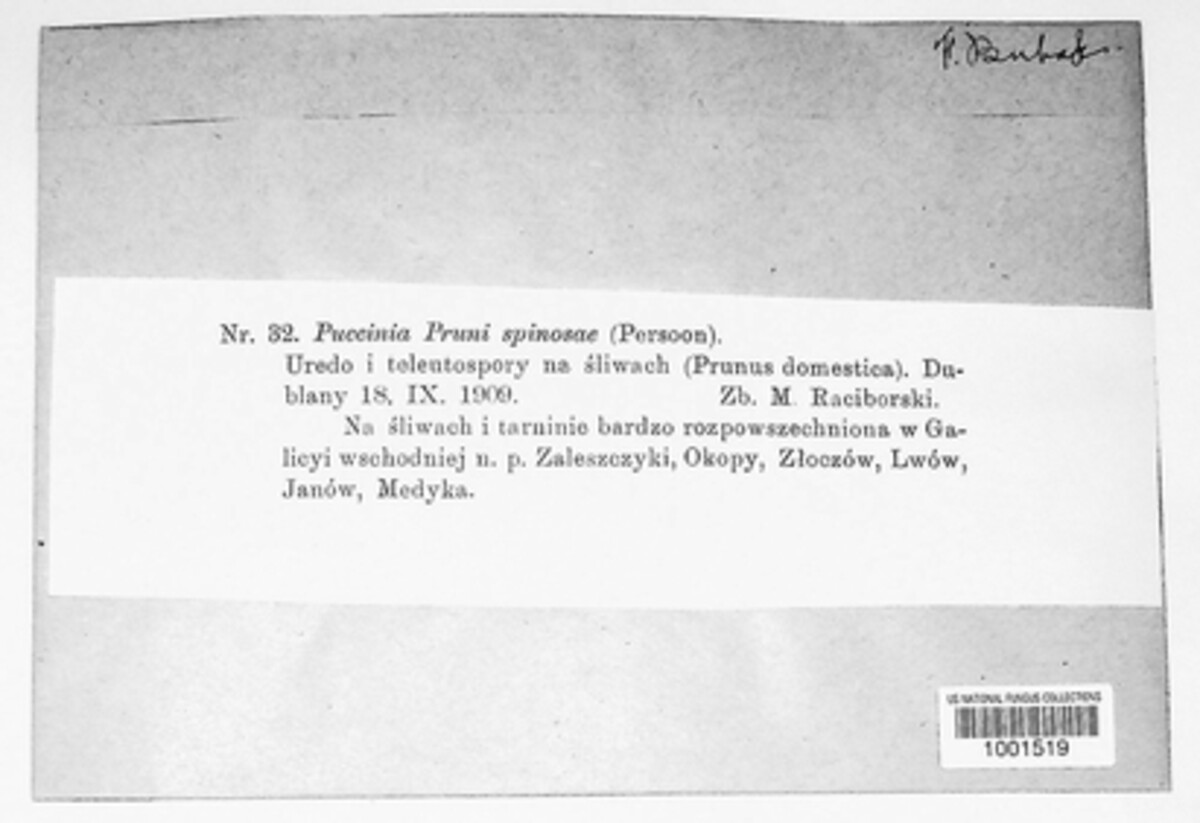 F. Bubák.
Nr. 32. Puccinia Pruni spinosae (Persoon).
Uredo i teleutospory na śliwach (Prunus domestica). Du-
blany 18. IX. 1909. Zb. M. Raciborski.
Na śliwach i tarninie bardzo rozpowszechniona w Ga-
licyi wschodniej n. p. Zaleszczyki, Okopy, Złoczów, Lwów,
Janów, Medyka.
US NATIONAL FUNGUS COLLECTIONS
1001519